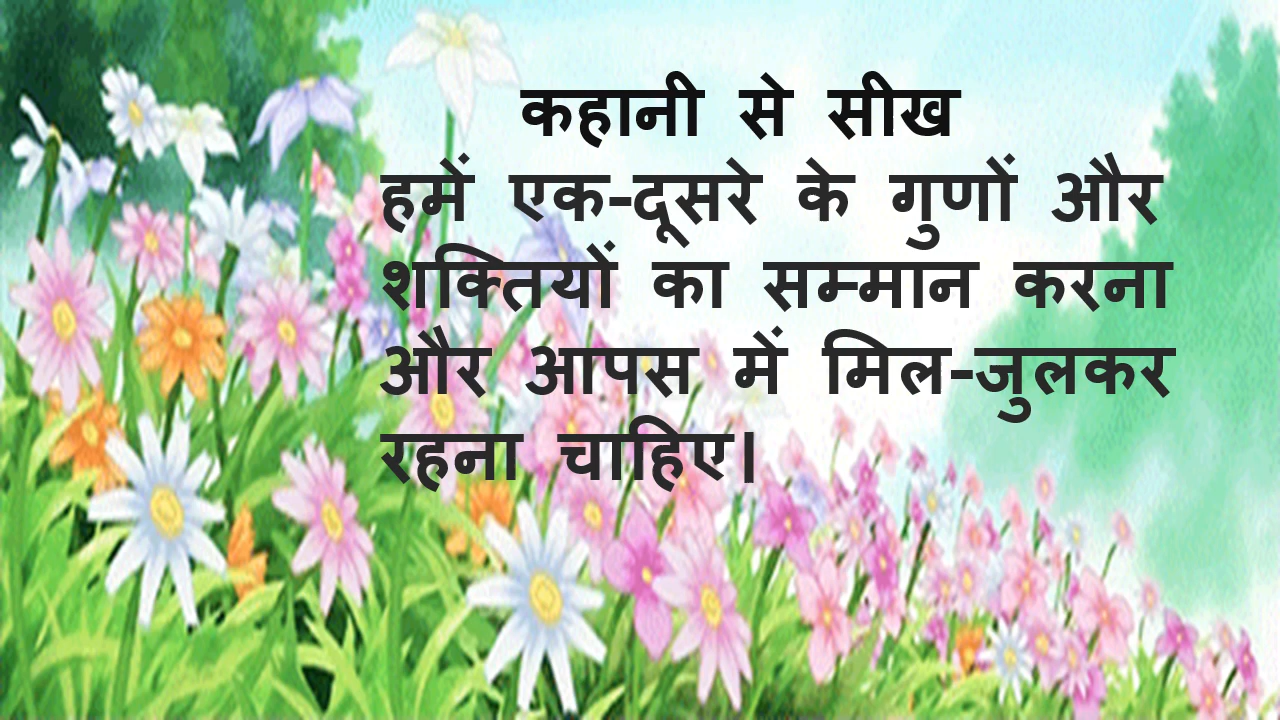 कहानी से सीख
हमें एक-दूसरे के गुणों और
शक्तियों का सम्मान करना
और आपस में मिल-जुलकर
रहना चाहिए।